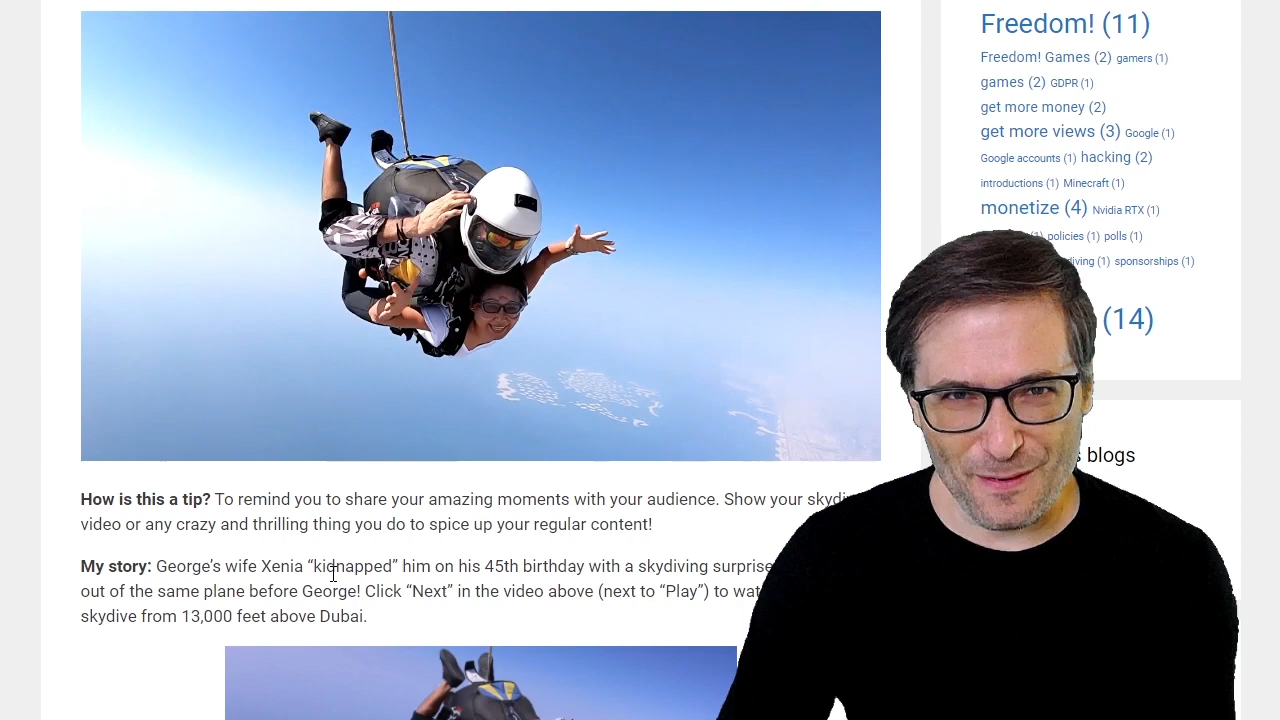 How is this a tip? To remind you to share your amazing moments with your audience. Show your
video or any crazy and thrilling thing you do to spice up your regular content!
My story: George's wife Xenia “kidnapped” him on his 45th birthday with a skydiving surprise
out of the same plane before George! Click “Next” in the video above (next to “Play”) to
skydive from 13,000 feet above Dubai.
Freedom! (11)
Freedom! Games (2) gamers (1)
games (2) GDPR (1)
get more money (2)
get more views (3) Google (1)
Google accounts (1) hacking (2)
introductions (1) Minecraft (1)
monetize (4) Nvidia RTX (1)
(1) policies (1) polls (1)
(1) sponsorships (1)
(14)
blogs